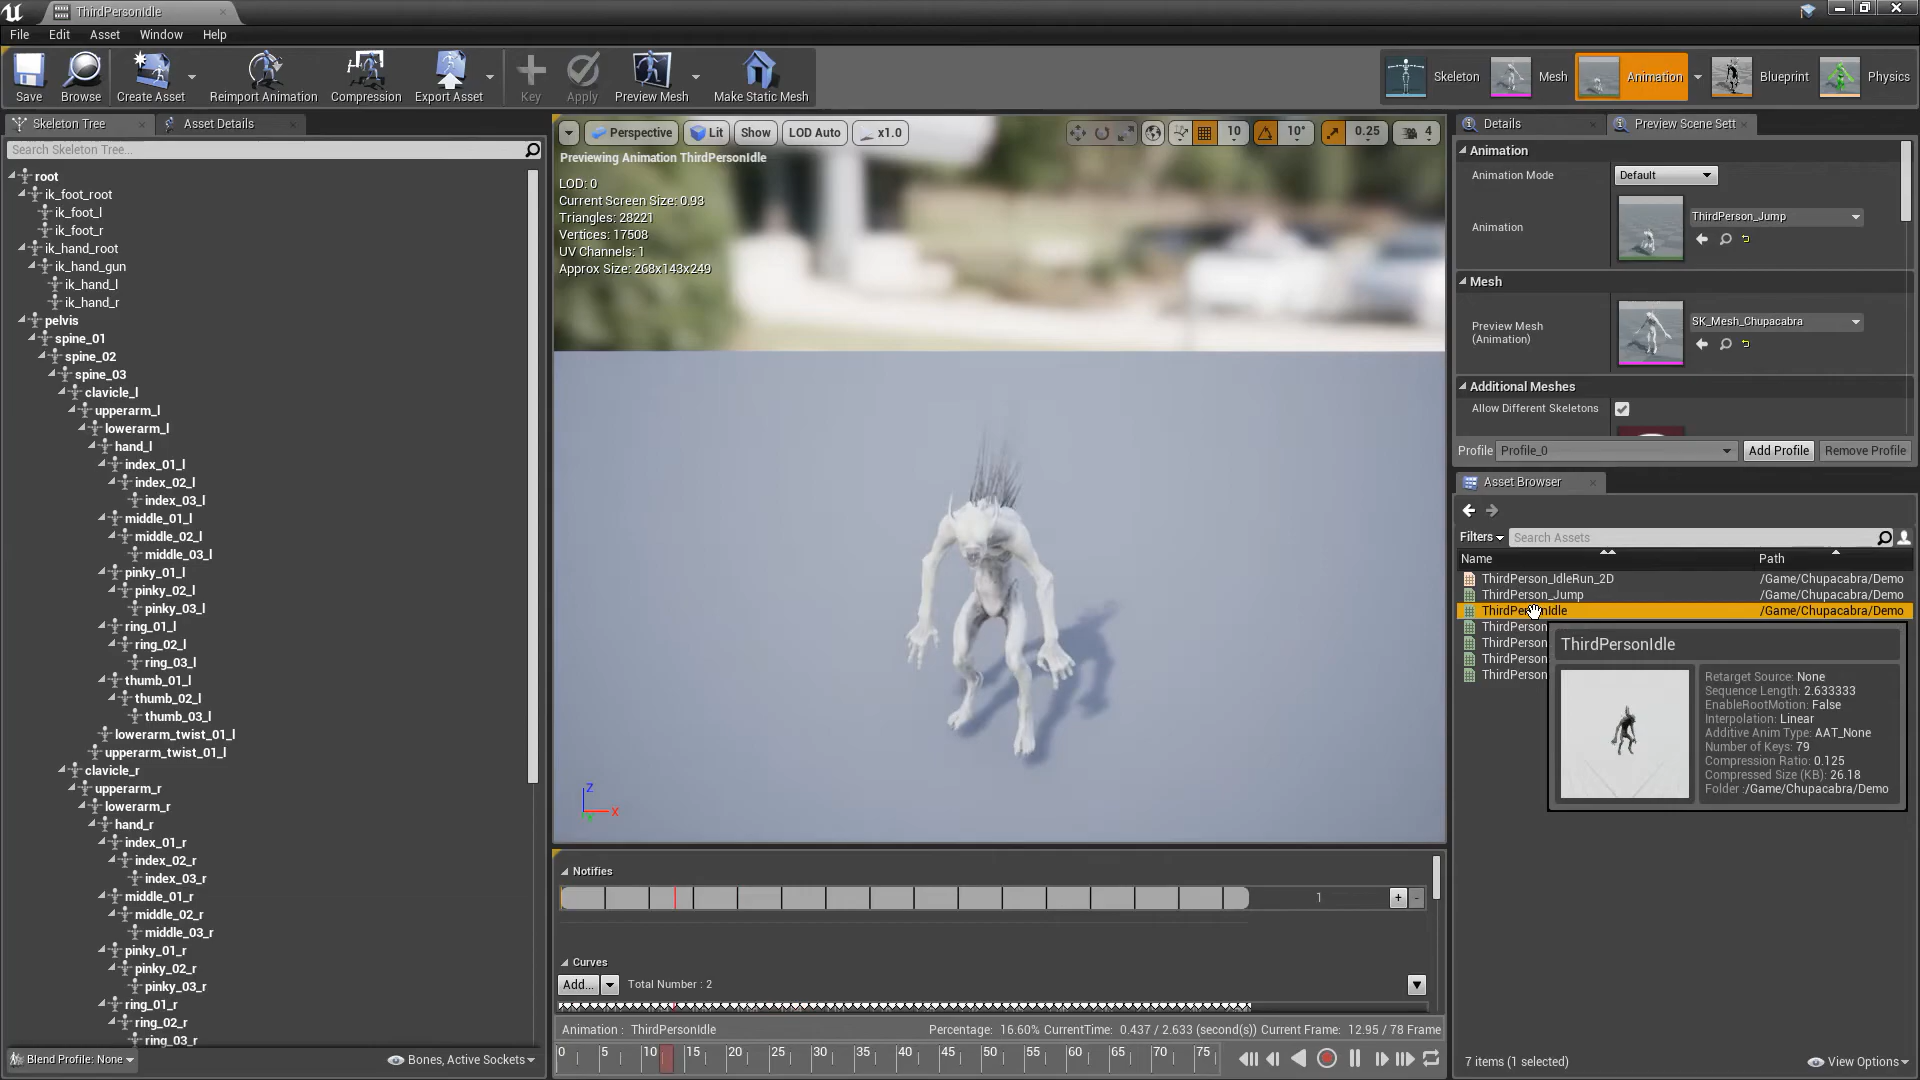 ThirdPersonIdle
File Edit Asset Window Help
Save Browse Create Asset Reimport Animation Compression Export Asset Key Apply Preview Mesh Make Static Mesh Skeleton Mesh Animation Blueprint Physics
Skeleton Tree Asset Details
Search Skeleton Tree...
root
ik_foot_root
ik_foot_l
ik_foot_r
ik_hand_root
ik_hand_gun
ik_hand_l
ik_hand_r
pelvis
spine_01
spine_02
spine_03
clavicle_l
upperarm_l
lowerarm_l
hand_l
index_01_l
index_02_l
index_03_l
middle_01_l
middle_02_l
middle_03_l
pinky_01_l
pinky_02_l
pinky_03_l
ring_01_l
ring_02_l
ring_03_l
thumb_01_l
thumb_02_l
thumb_03_l
lowerarm_twist_01_l
upperarm_twist_01_l
clavicle_r
upperarm_r
lowerarm_r
hand_r
index_01_r
index_02_r
index_03_r
middle_01_r
middle_02_r
middle_03_r
pinky_01_r
pinky_02_r
pinky_03_r
ring_01_r
ring_02_r
ring_03_r
Blend Profile: None Bones, Active Sockets
Perspective Lit Show LOD Auto x1.0 10 10° 0.25 4
Previewing Animation ThirdPersonIdle
LOD: 0
Current Screen Size: 0.93
Triangles: 28221
Vertices: 17508
UV Channels: 1
Approx Size: 268x143x249
Z
X
Notifies
1 + -
Curves
Add... Total Number : 2
Animation : ThirdPersonIdle Percentage: 16.60% CurrentTime: 0.437 / 2.633 (second(s)) Current Frame: 12.95 / 78 Frame
0 5 10 15 20 25 30 35 40 45 50 55 60 65 70 75
Details Preview Scene Sett
Animation
Animation Mode Default
Animation ThirdPerson_Jump
Mesh
Preview Mesh (Animation) SK_Mesh_Chupacabra
Additional Meshes
Allow Different Skeletons
Profile Profile_0 Add Profile Remove Profile
Asset Browser
Filters Search Assets
Name Path
ThirdPerson_IdleRun_2D /Game/Chupacabra/Demo
ThirdPerson_Jump /Game/Chupacabra/Demo
ThirdPersonIdle /Game/Chupacabra/Demo
ThirdPerson
ThirdPerson
ThirdPerson
ThirdPerson
ThirdPersonIdle
Retarget Source: None
Sequence Length: 2.633333
EnableRootMotion: False
Interpolation: Linear
Additive Anim Type: AAT_None
Number of Keys: 79
Compression Ratio: 0.125
Compressed Size (KB): 26.18
Folder :/Game/Chupacabra/Demo
7 items (1 selected) View Options